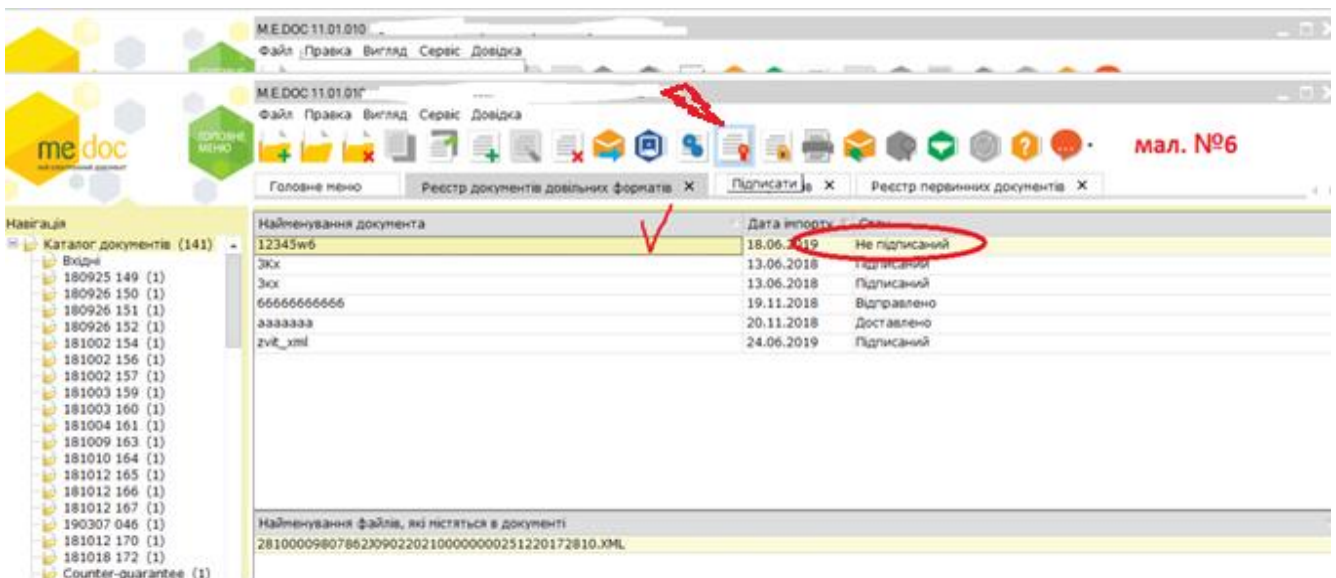 M.E.DOC 11.01.010
Файл Правка Вигляд Сервіс Довідка
M.E.DOC 11.01.010
Файл Правка Вигляд Сервіс Довідка
me doc
ГОЛОВНЕ МЕНЮ
мал. №6
Головне меню
Реєстр документів довільних форматів X
Підписати
Реєстр первинних документів X
Навігація
Найменування документа
Дата імпорту
Стан
Каталог документів (141)
12345w6 18.06.2019 Не підписаний
Вхідні
3Кх 13.06.2018 Підписаний
180925 149 (1)
3кх 13.06.2018 Підписаний
180926 150 (1)
66666666666 19.11.2018 Відправлено
180926 151 (1)
ааааааа 20.11.2018 Доставлено
180926 152 (1)
zvit_xml 24.06.2019 Підписаний
181002 154 (1)
181002 156 (1)
181002 157 (1)
181003 159 (1)
181003 160 (1)
181004 161 (1)
181009 163 (1)
181010 164 (1)
181012 165 (1)
181012 166 (1)
181012 167 (1)
190307 046 (1)
181012 170 (1)
181018 172 (1)
Counter-guarantee (1)
Найменування файлів, які містяться в документі